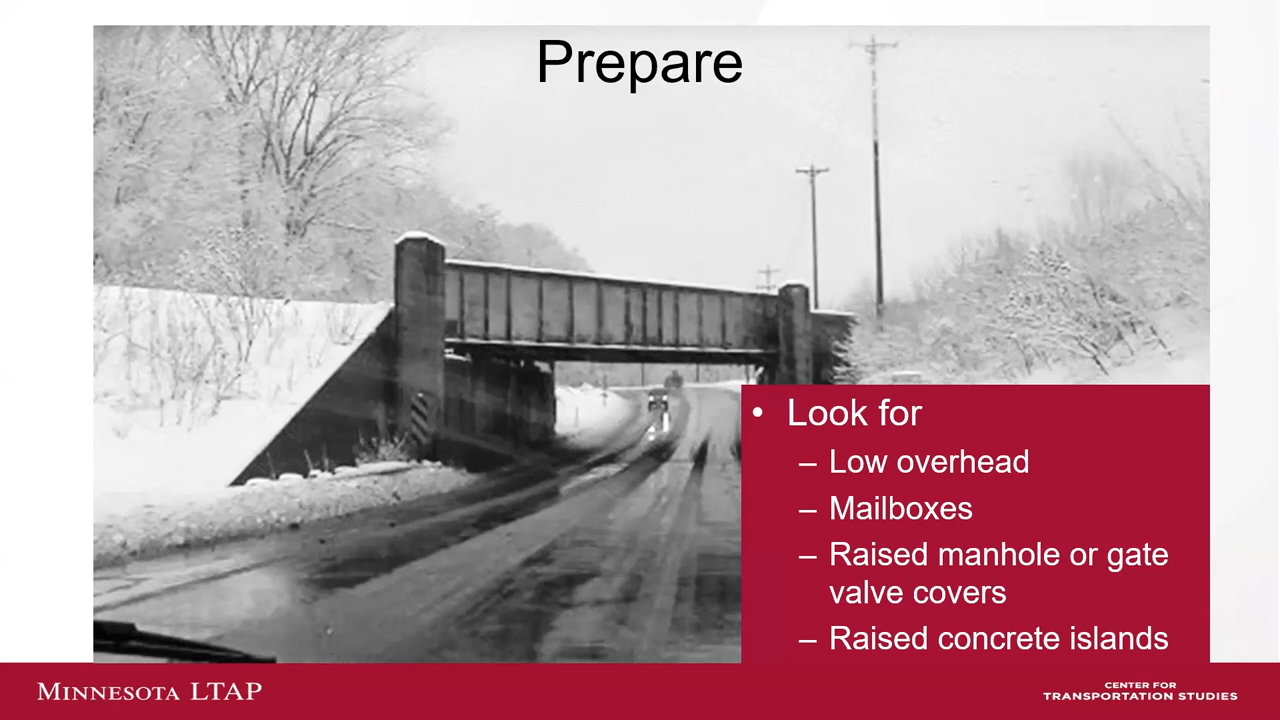 Prepare
• Look for
– Low overhead
– Mailboxes
– Raised manhole or gate
valve covers
– Raised concrete islands
MINNESOTA LTAP
CENTER FOR
TRANSPORTATION STUDIES